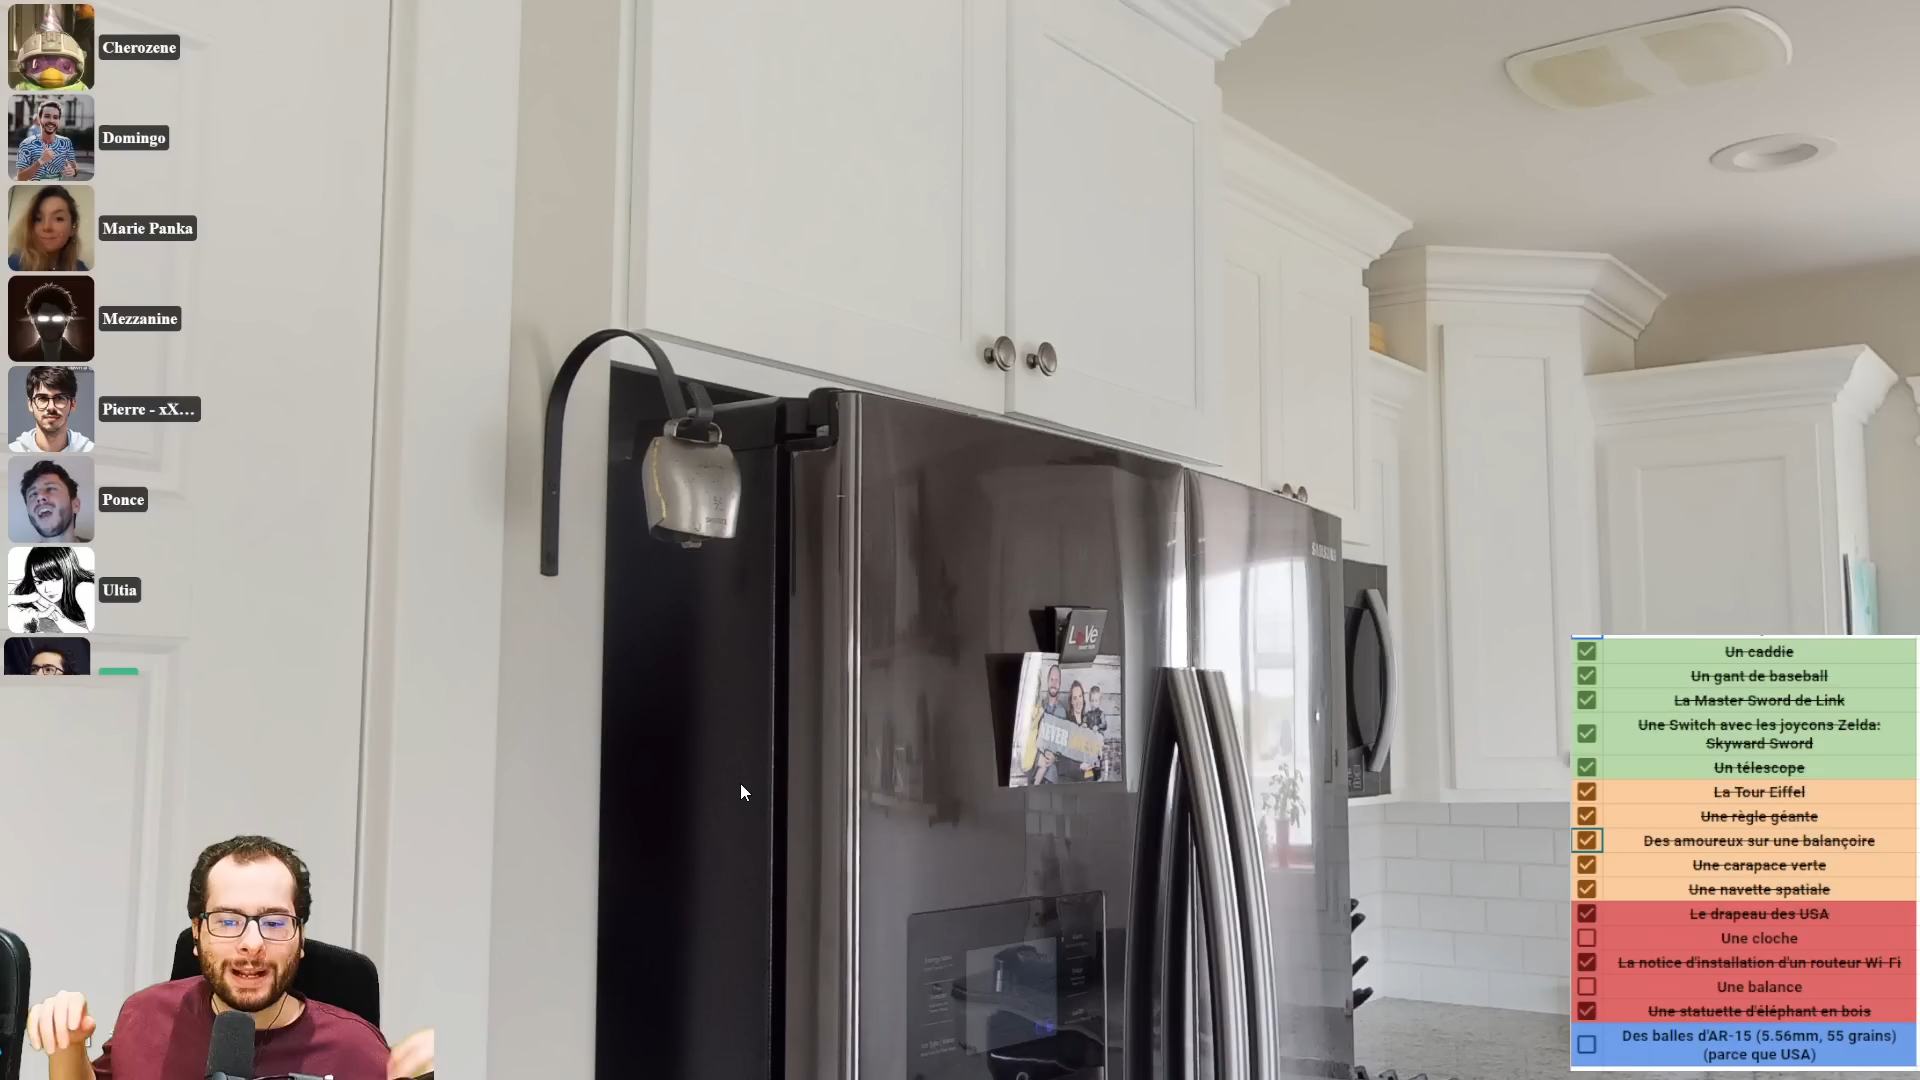 Cherozene
Domingo
Marie Panka
Mezzanine
Pierre - xX...
Ponce
Ultia
SAMSUNG
LoVe
NEVER
Un caddie
Un gant de baseball
La Master Sword de Link
Une Switch avec les joycons Zelda:
Skyward Sword
Un télescope
La Tour Eiffel
Une règle géante
Des amoureux sur une balançoire
Une carapace verte
Une navette spatiale
Le drapeau des USA
Une cloche
La notice d'installation d'un routeur Wi-Fi
Une balance
Une statuette d'éléphant en bois
Des balles d'AR-15 (5.56mm, 55 grains)
(parce que USA)